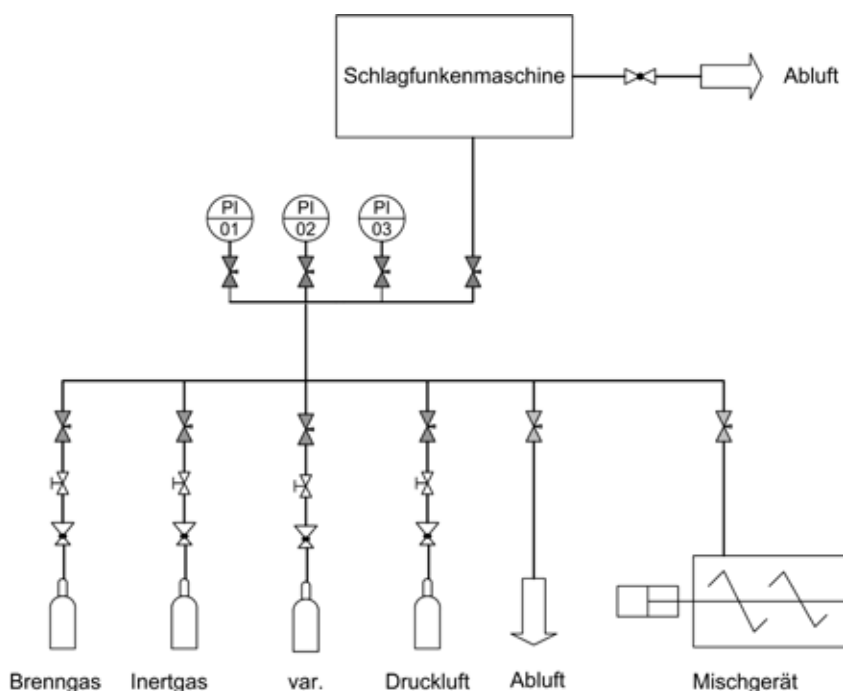 Schlagfunkenmaschine
Abluft
PI PI PI
01 02 03
Brenngas Inertgas var. Druckluft Abluft Mischgerät